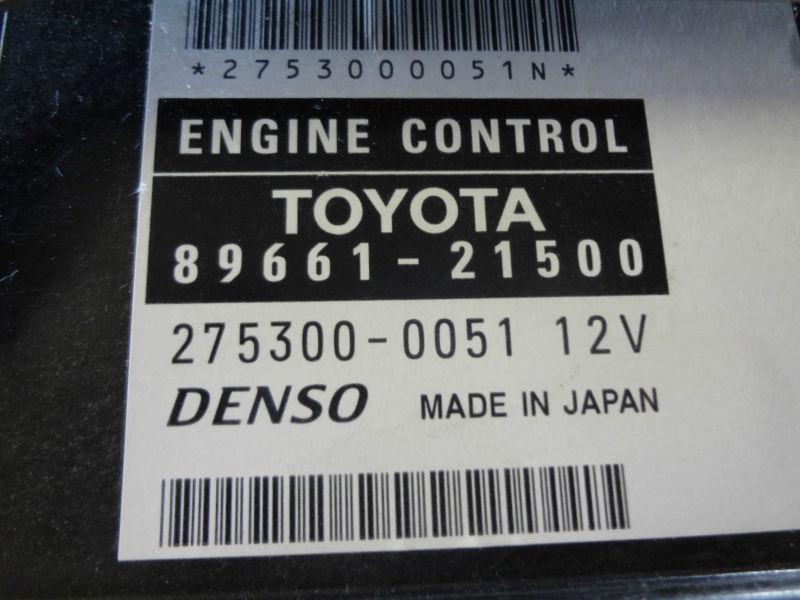 *2753000051N*
ENGINE CONTROL
TOYOTA
89661-21500
275300-0051 12V
DENSO MADE IN JAPAN